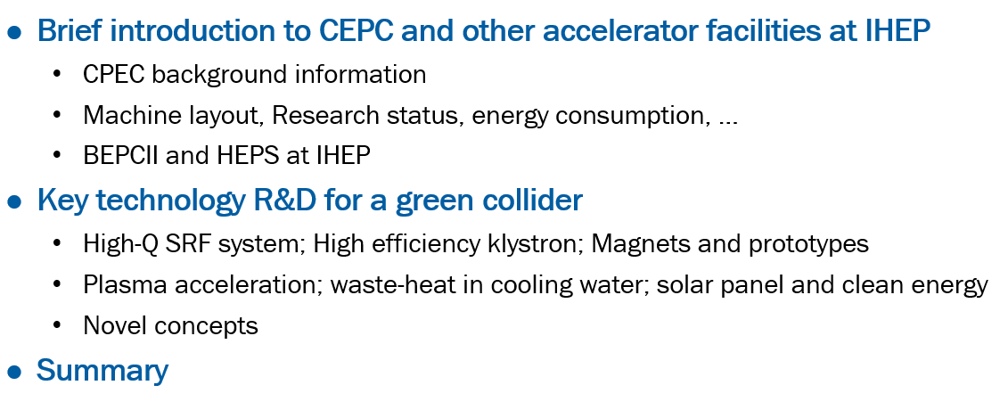 ● Brief introduction to CEPC and other accelerator facilities at IHEP
• CPEC background information
• Machine layout, Research status, energy consumption, ...
• BEPCII and HEPS at IHEP
● Key technology R&D for a green collider
• High-Q SRF system; High efficiency klystron; Magnets and prototypes
• Plasma acceleration; waste-heat in cooling water; solar panel and clean energy
• Novel concepts
● Summary